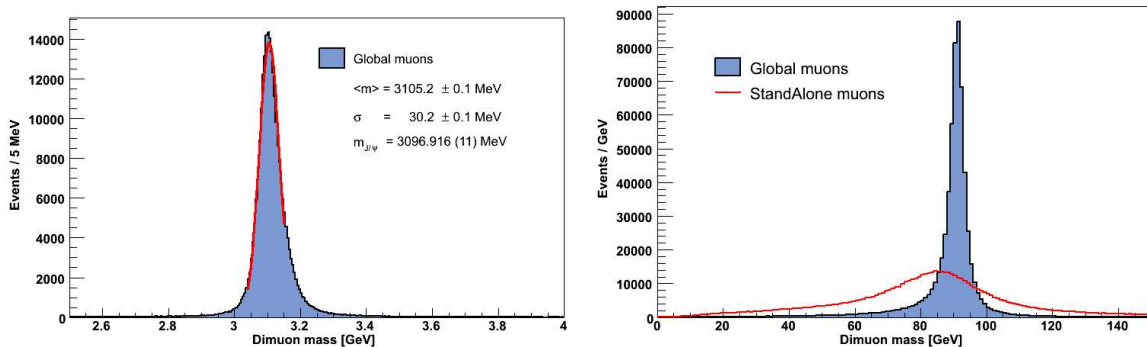 Events / 5 MeV
14000
12000
10000
8000
6000
4000
2000
0
Global muons
<m> = 3105.2 ± 0.1 MeV
σ = 30.2 ± 0.1 MeV
m_J/ψ = 3096.916 (11) MeV
2.6 2.8 3 3.2 3.4 3.6 3.8 4
Dimuon mass [GeV]
Events / GeV
90000
80000
70000
60000
50000
40000
30000
20000
10000
0
Global muons
StandAlone muons
0 20 40 60 80 100 120 140
Dimuon mass [GeV]